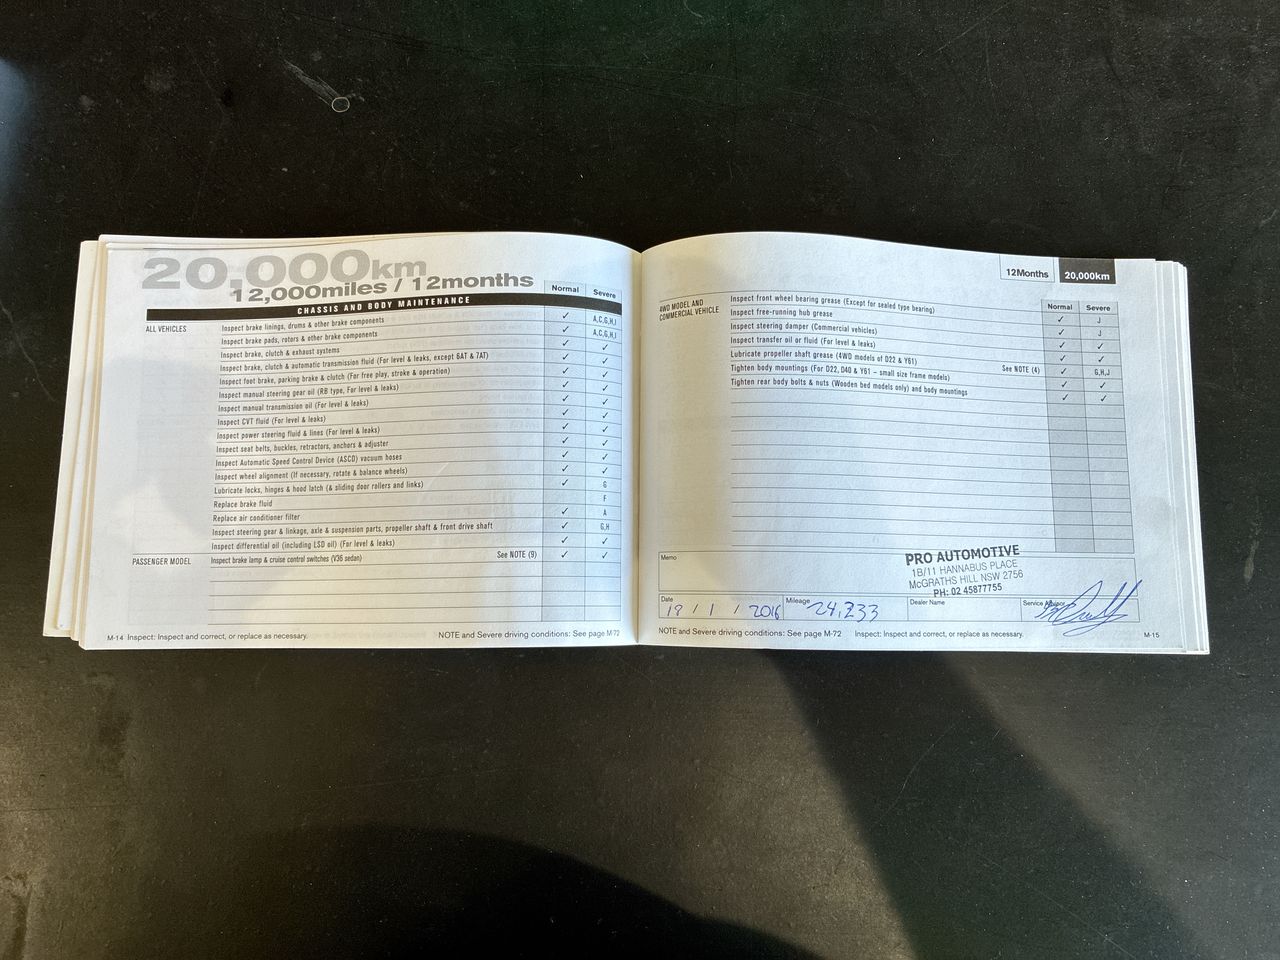 20,000km
12,000miles / 12months
Normal Severe
CHASSIS AND BODY MAINTENANCE
ALL VEHICLES Inspect brake linings, drums & other brake components ✓ A,C,G,H,J
Inspect brake pads, rotors & other brake components ✓ A,C,G,H,J
Inspect brake, clutch & exhaust systems ✓ ✓
Inspect brake, clutch & automatic transmission fluid (For level & leaks, except 6AT & 7AT) ✓ ✓
Inspect foot brake, parking brake & clutch (For free play, stroke & operation) ✓ ✓
Inspect manual steering gear oil (RB type, For level & leaks) ✓ ✓
Inspect manual transmission oil (For level & leaks) ✓ ✓
Inspect CVT fluid (For level & leaks) ✓ ✓
Inspect power steering fluid & lines (For level & leaks) ✓ ✓
Inspect seat belts, buckles, retractors, anchors & adjuster ✓ ✓
Inspect Automatic Speed Control Device (ASCD) vacuum hoses ✓ ✓
Inspect wheel alignment (If necessary, rotate & balance wheels) ✓ ✓
Lubricate locks, hinges & hood latch (& sliding door rollers and links) ✓ G
Replace brake fluid F
Replace air conditioner filter ✓ A
Inspect steering gear & linkage, axle & suspension parts, propeller shaft & front drive shaft ✓ G,H
Inspect differential oil (including LSD oil) (For level & leaks) ✓ ✓
PASSENGER MODEL Inspect brake lamp & cruise control switches (V36 sedan) See NOTE (9) ✓ ✓
M-14 Inspect: Inspect and correct, or replace as necessary. NOTE and Severe driving conditions: See page M-72
12Months 20,000km
Normal Severe
4WD MODEL AND
COMMERCIAL VEHICLE
Inspect front wheel bearing grease (Except for sealed type bearing) ✓ J
Inspect free-running hub grease ✓ J
Inspect steering damper (Commercial vehicles) ✓ ✓
Inspect transfer oil or fluid (For level & leaks) ✓ ✓
Lubricate propeller shaft grease (4WD models of D22 & Y61) See NOTE (4) ✓ G,H,J
Tighten body mountings (For D22, D40 & Y61 – small size frame models) ✓ ✓
Tighten rear body bolts & nuts (Wooden bed models only) and body mountings ✓ ✓
Memo
PRO AUTOMOTIVE
1B/11 HANNABUS PLACE
McGRATHS HILL NSW 2756
PH: 02 45877755
Date 18 / 1 / 2016 Mileage 24,233 Dealer Name Service Advisor
NOTE and Severe driving conditions: See page M-72 Inspect: Inspect and correct, or replace as necessary. M-15